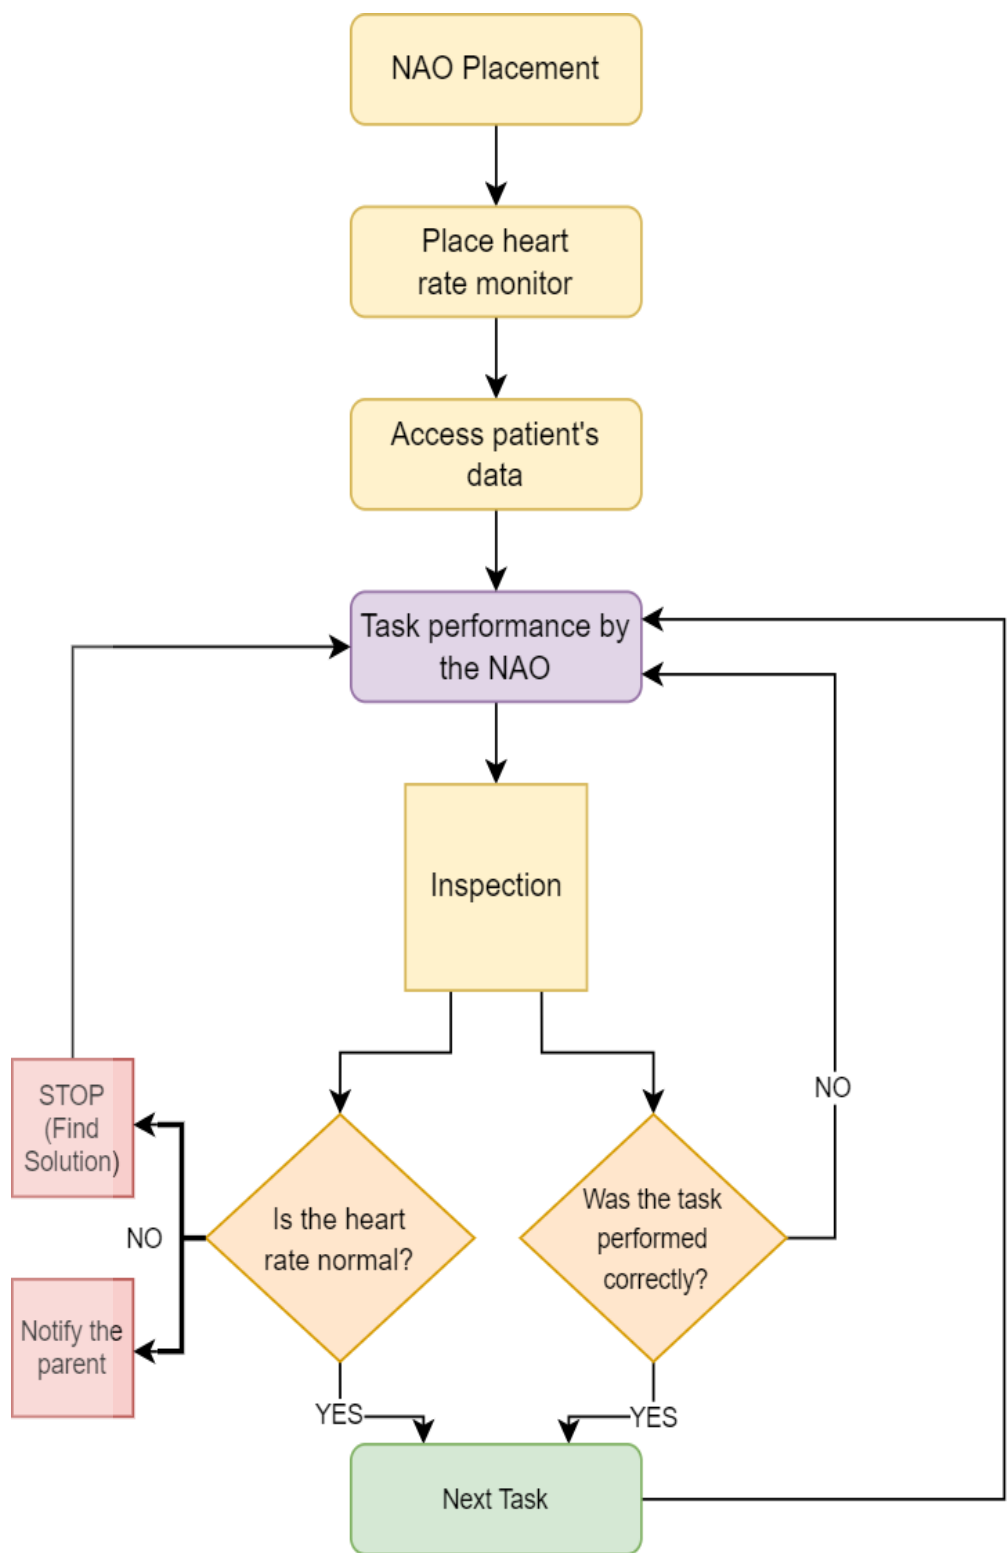 NAO Placement
Place heart
rate monitor
Access patient's
data
Task performance by
the NAO
Inspection
STOP
(Find
Solution)
NO
Notify the
parent
Is the heart
rate normal?
Was the task
performed
correctly?
NO
YES
YES
Next Task